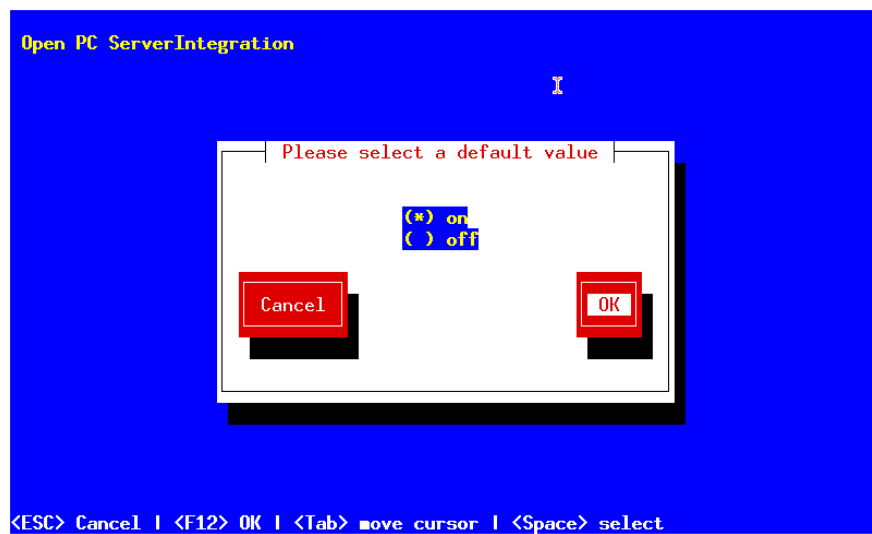 Open PC ServerIntegration
Please select a default value
(*) on
( ) off
Cancel
OK
<ESC> Cancel | <F12> OK | <Tab> move cursor | <Space> select